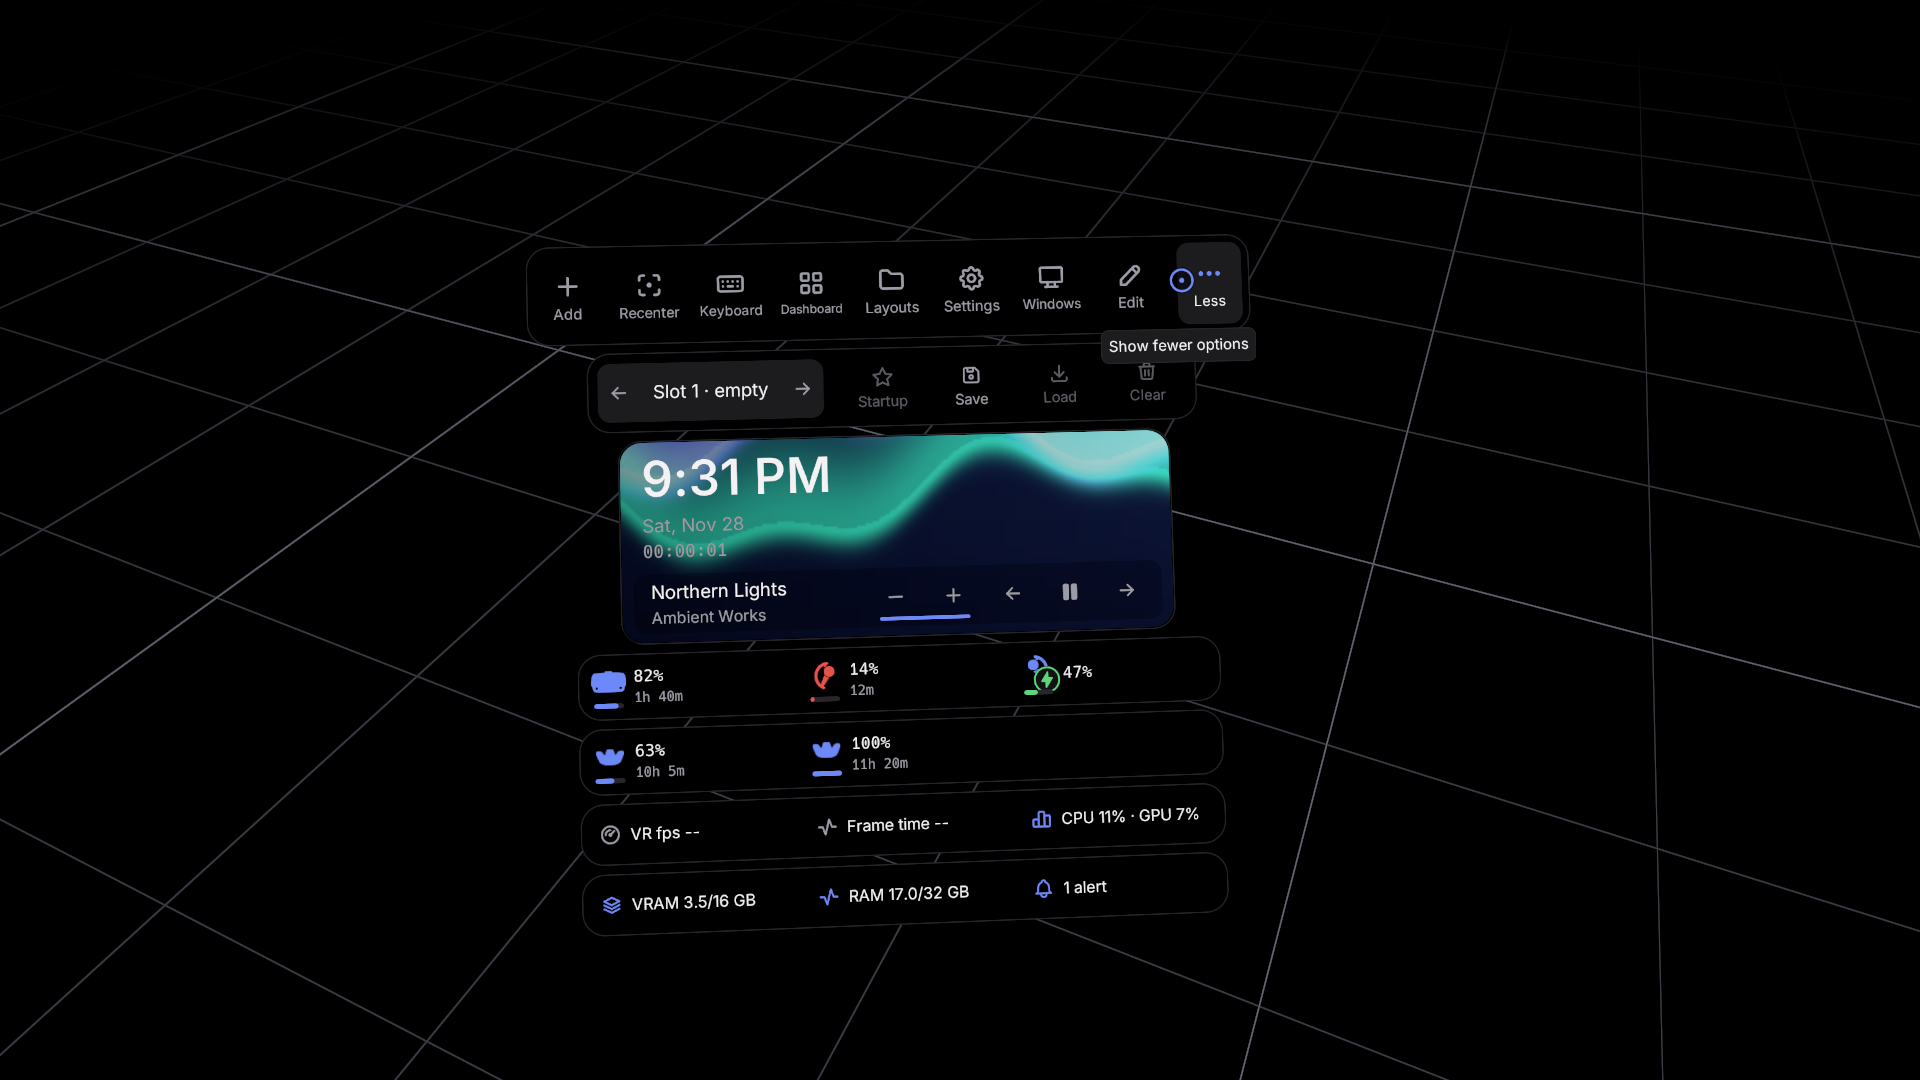 Add
Recenter
Keyboard
Dashboard
Layouts
Settings
Windows
Edit
Less
Show fewer options
Slot 1 · empty
Startup
Save
Load
Clear
9:31 PM
Sat, Nov 28
00:00:01
Northern Lights
Ambient Works
82%
1h 40m
14%
12m
47%
63%
10h 5m
100%
11h 20m
VR fps --
Frame time --
CPU 11% · GPU 7%
VRAM 3.5/16 GB
RAM 17.0/32 GB
1 alert